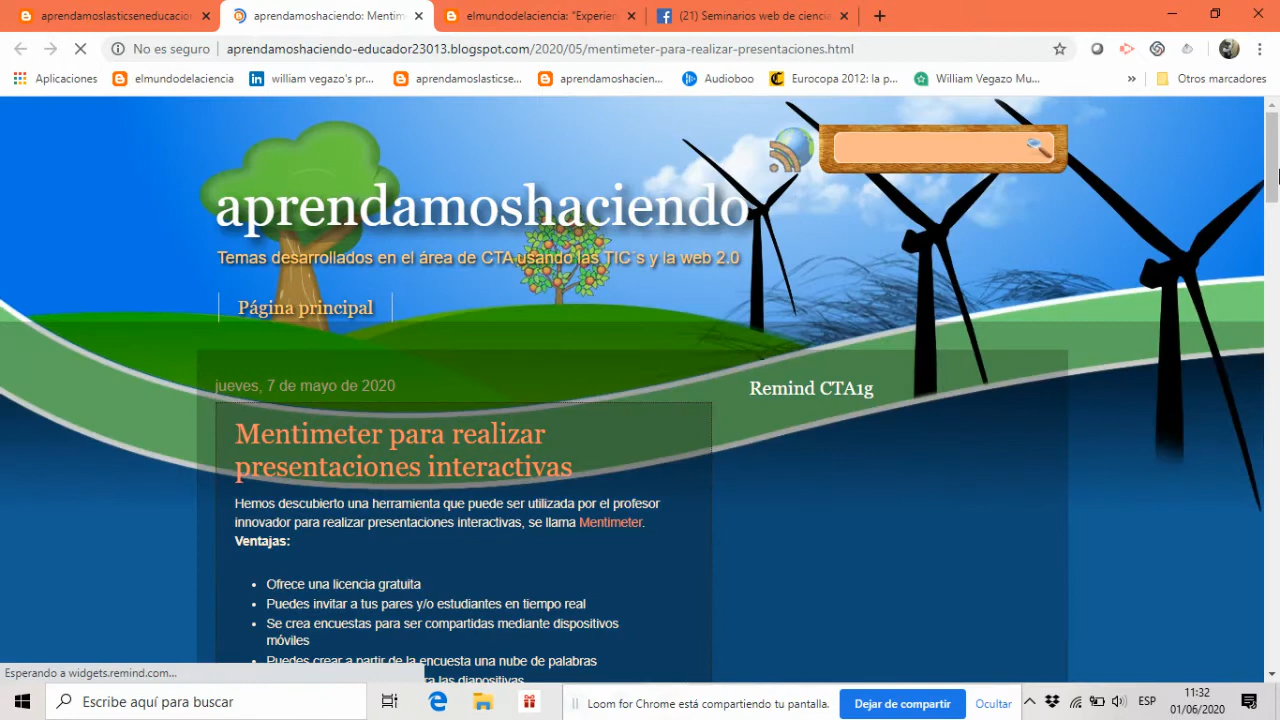 aprendamoslasticseneducacio
aprendamoshaciendo: Mentim
elmundodelaciencia: "Experien
(21) Seminarios web de ciencia
No es seguro
aprendamoshaciendo-educador23013.blogspot.com/2020/05/mentimeter-para-realizar-presentaciones.html
Aplicaciones
elmundodelaciencia
william vegazo's pr...
aprendamoslasticse...
aprendamoshacien...
Audioboo
Eurocopa 2012: la p...
William Vegazo Mu...
»
Otros marcadores
aprendamoshaciendo
Temas desarrollados en el área de CTA usando las TIC´s y la web 2.0
Página principal
jueves, 7 de mayo de 2020
Remind CTA1g
Mentimeter para realizar
presentaciones interactivas
Hemos descubierto una herramienta que puede ser utilizada por el profesor
innovador para realizar presentaciones interactivas, se llama Mentimeter.
Ventajas:
• Ofrece una licencia gratuita
• Puedes invitar a tus pares y/o estudiantes en tiempo real
• Se crea encuestas para ser compartidas mediante dispositivos
móviles
• Puedes crear a partir de la encuesta una nube de palabras
ra las diapositivas
Esperando a widgets.remind.com...
Escribe aquí para buscar
Loom for Chrome está compartiendo tu pantalla.
Dejar de compartir
Ocultar
ESP
11:32
01/06/2020